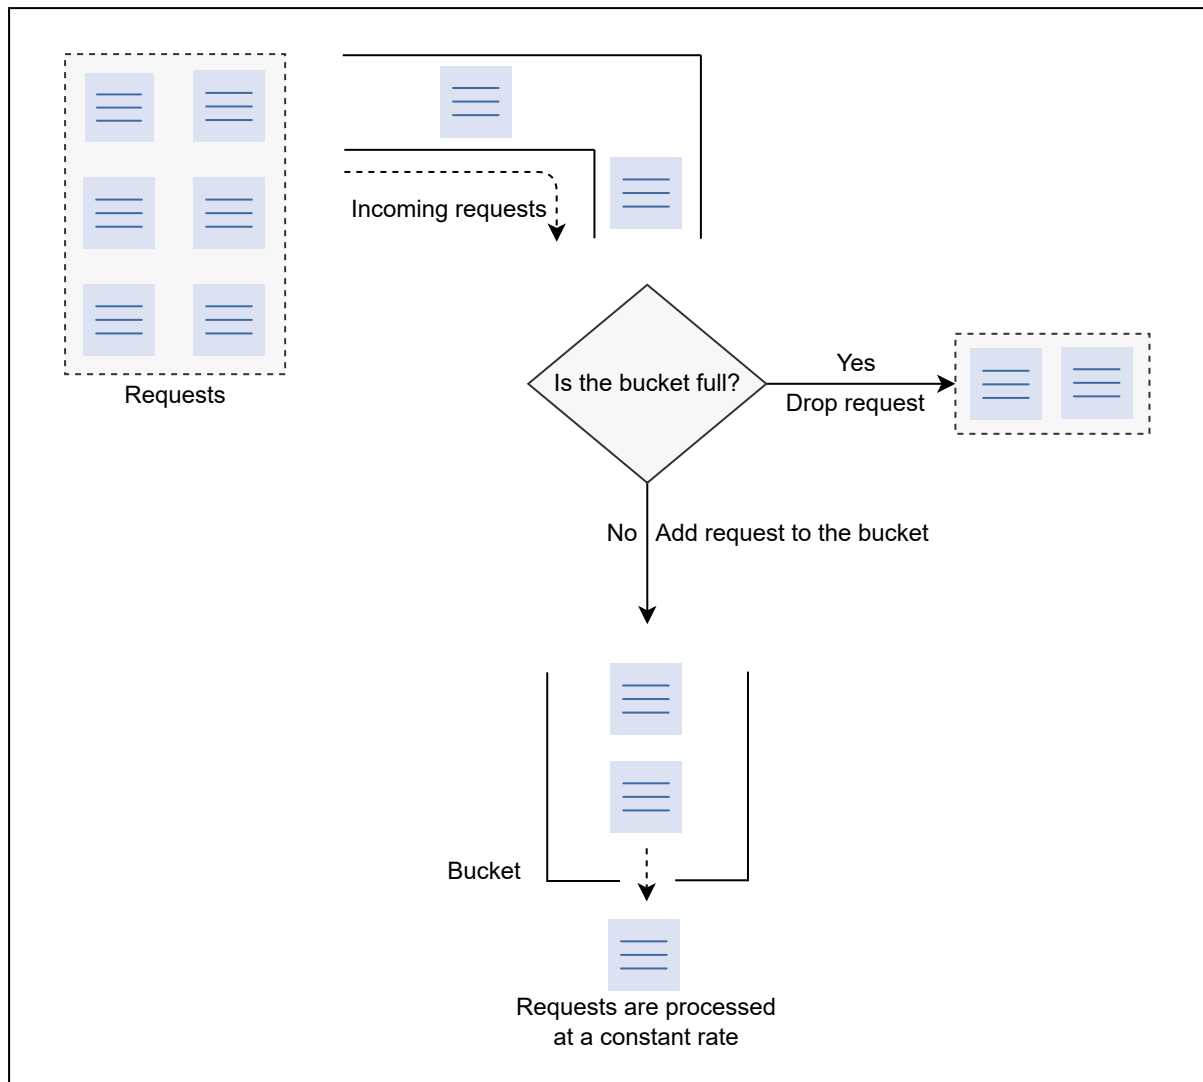 Incoming requests
Requests
Is the bucket full?
Yes
Drop request
No
Add request to the bucket
Bucket
Requests are processed
at a constant rate